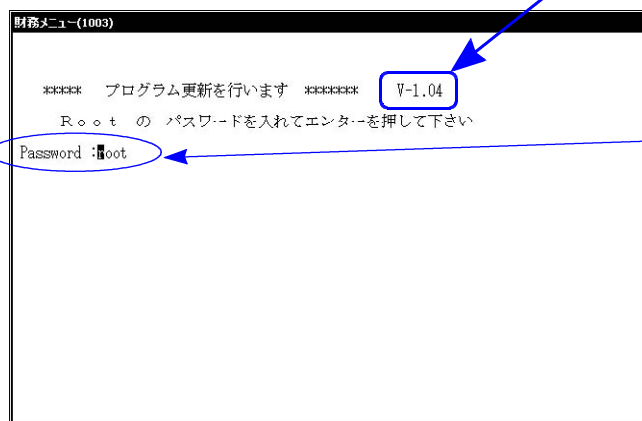 財務メニュー(1003)
***** プログラム更新を行います ******* V-1.04
Ｒｏｏｔ の パスワードを入れてエンターを押して下さい
Password :root